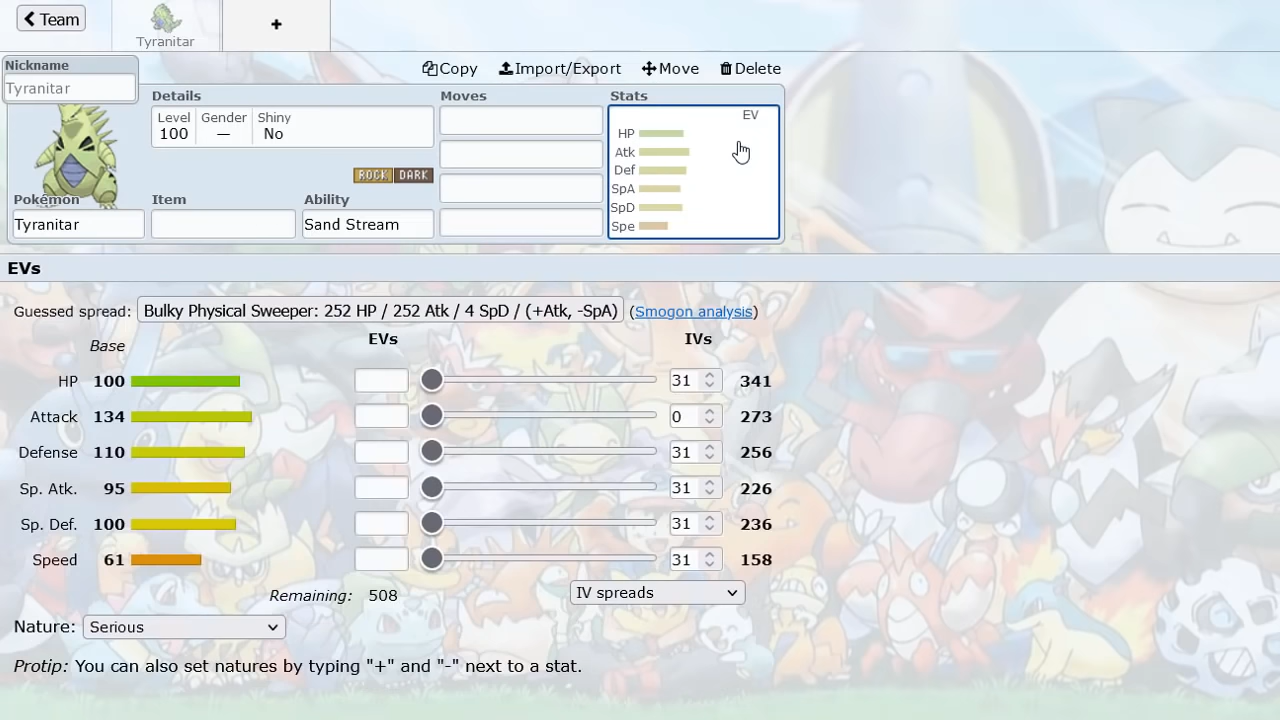 Team
Tyranitar
+
Copy
Import/Export
Move
Delete
Nickname
Tyranitar
Details
Level Gender Shiny
100 — No
ROCK DARK
Pokémon
Tyranitar
Item
Ability
Sand Stream
Moves
Stats
EV
HP
Atk
Def
SpA
SpD
Spe
EVs
Guessed spread: Bulky Physical Sweeper: 252 HP / 252 Atk / 4 SpD / (+Atk, -SpA) (Smogon analysis)
Base EVs IVs
HP 100 31 341
Attack 134 0 273
Defense 110 31 256
Sp. Atk. 95 31 226
Sp. Def. 100 31 236
Speed 61 31 158
Remaining: 508 IV spreads
Nature: Serious
Protip: You can also set natures by typing "+" and "-" next to a stat.